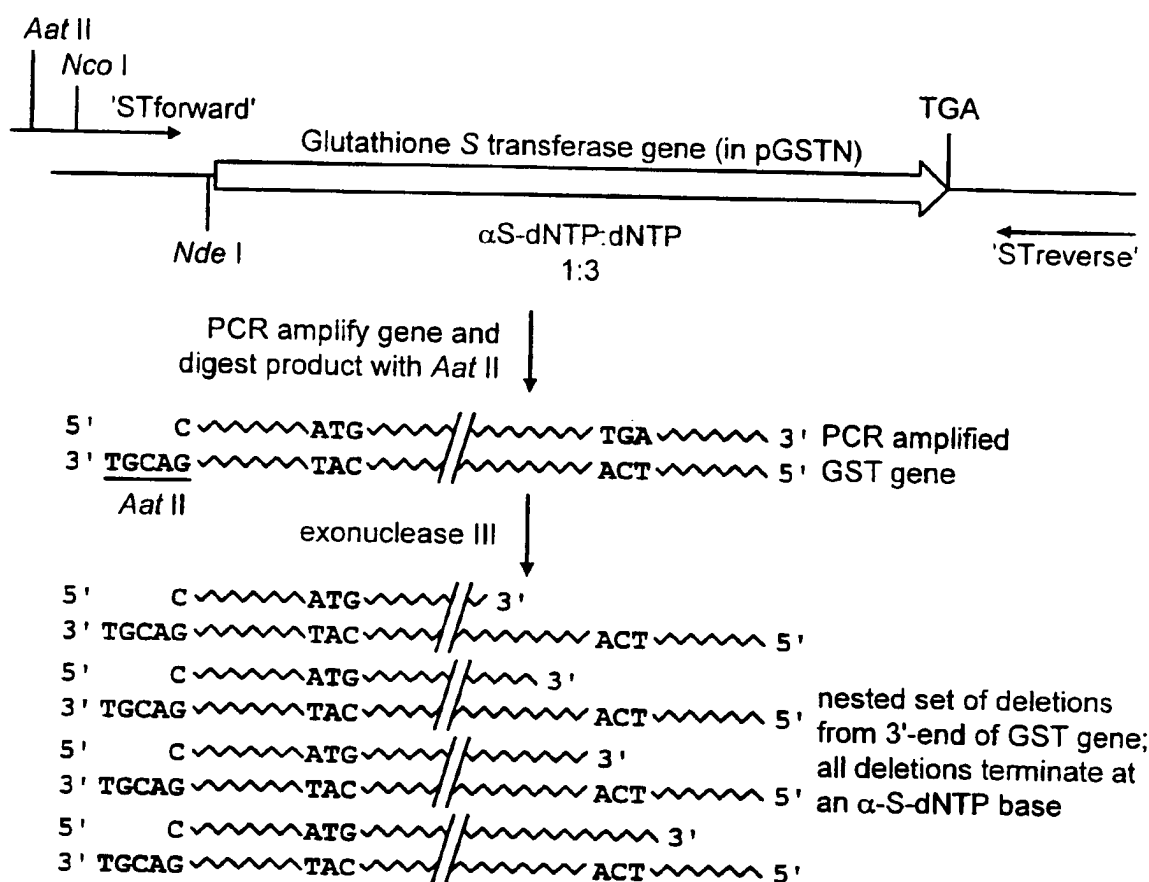 Aat II
Nco I
'STforward'
TGA
Glutathione S transferase gene (in pGSTN)
Nde I
αS-dNTP:dNTP
1:3
'STreverse'
PCR amplify gene and
digest product with Aat II
5' C ATG TGA 3' PCR amplified
3' TGCAG TAC ACT 5' GST gene
Aat II
exonuclease III
5' C ATG 3'
3' TGCAG TAC ACT 5'
5' C ATG 3'
3' TGCAG TAC ACT 5'
5' C ATG 3'
3' TGCAG TAC ACT 5'
5' C ATG 3'
3' TGCAG TAC ACT 5'
nested set of deletions
from 3'-end of GST gene;
all deletions terminate at
an α-S-dNTP base